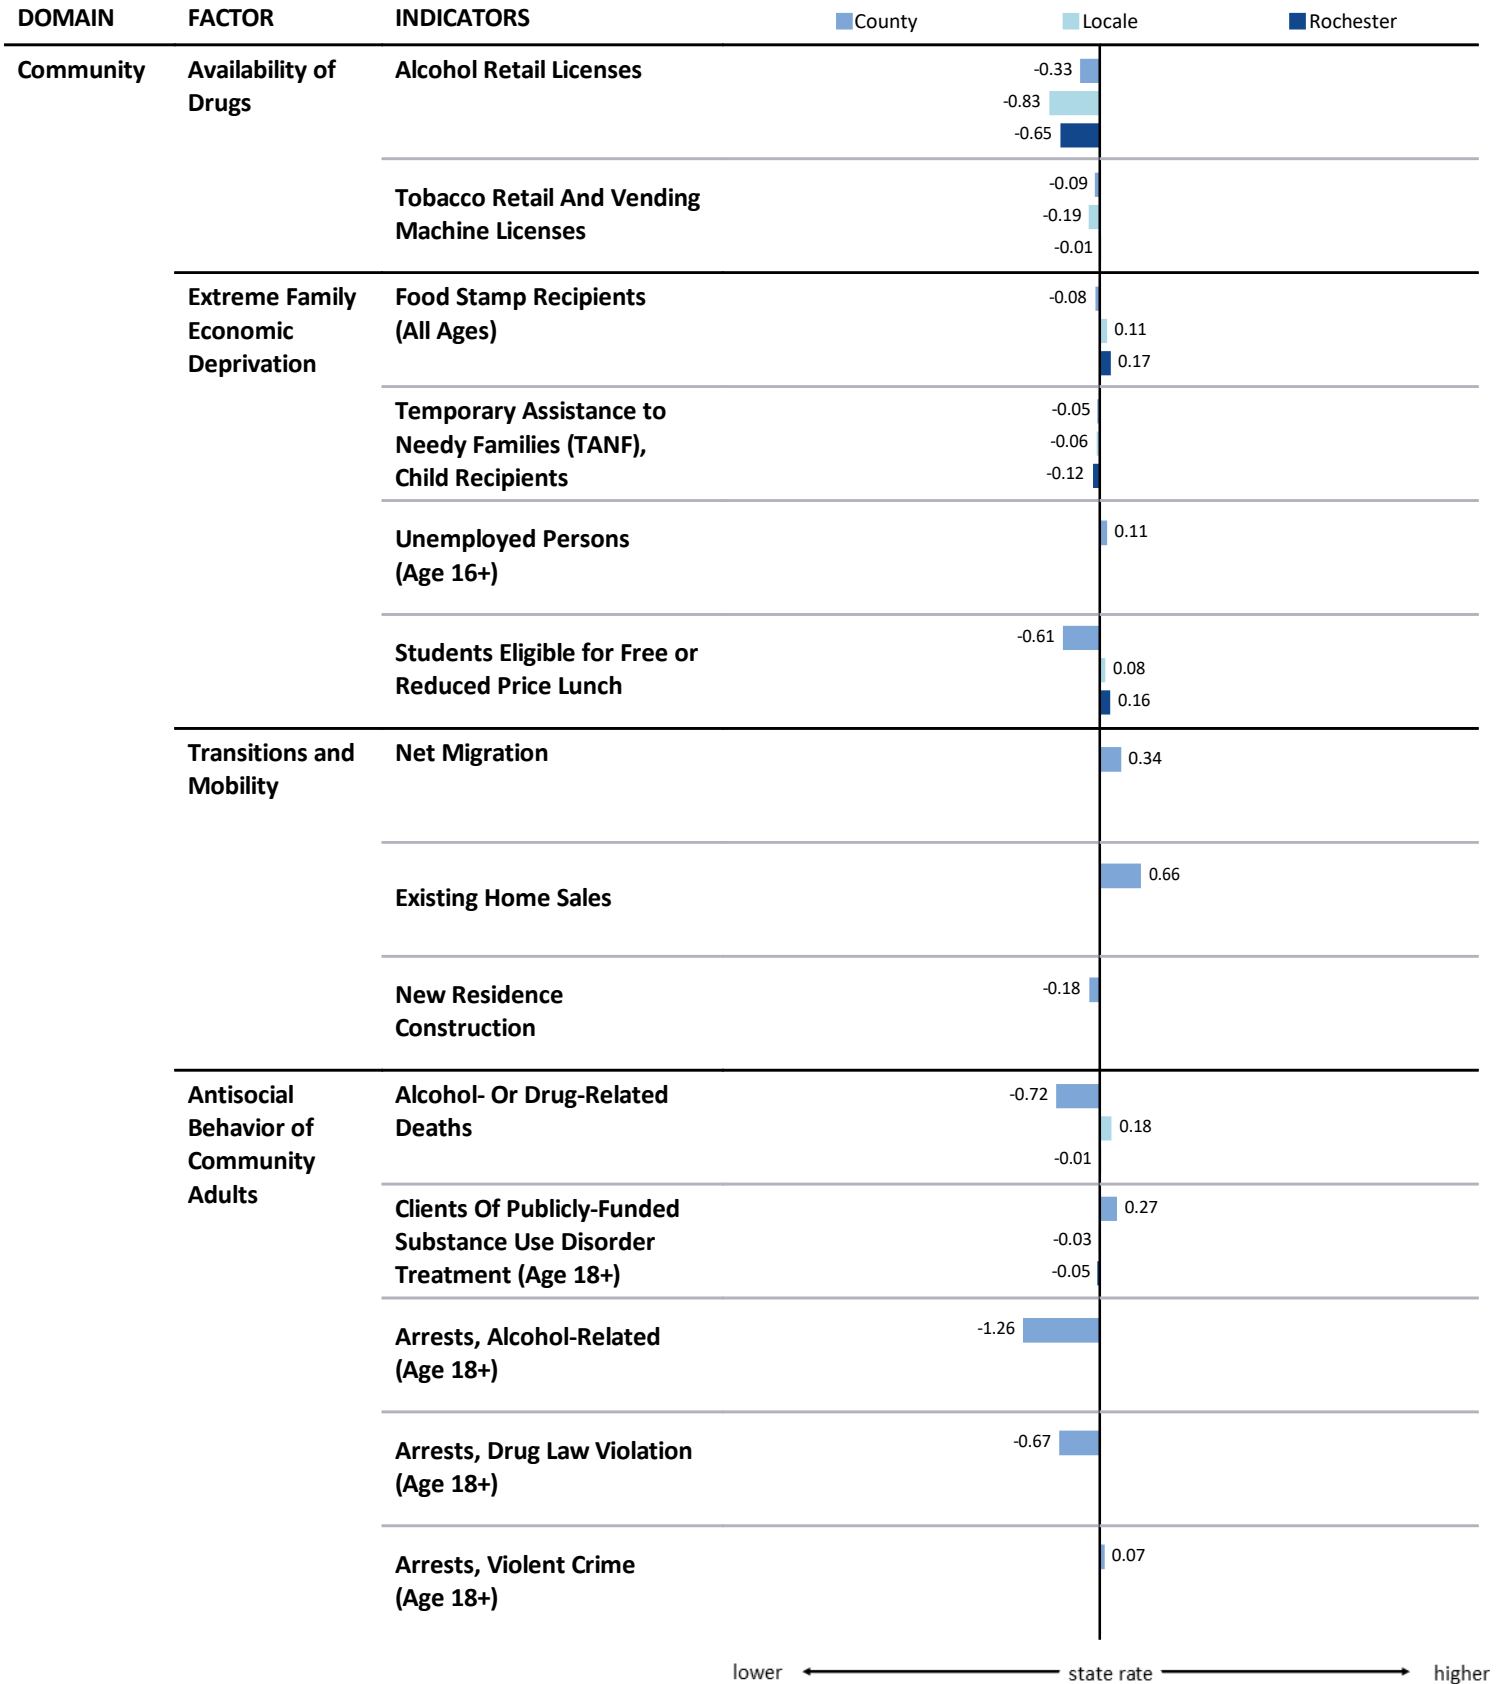 DOMAIN FACTOR INDICATORS County Locale Rochester
Community Availability of Drugs Alcohol Retail Licenses
-0.33
-0.83
-0.65
Tobacco Retail And Vending
Machine Licenses
-0.09
-0.19
-0.01
Extreme Family
Economic
Deprivation
Food Stamp Recipients
(All Ages)
-0.08
0.11
0.17
Temporary Assistance to
Needy Families (TANF),
Child Recipients
-0.05
-0.06
-0.12
Unemployed Persons
(Age 16+)
0.11
Students Eligible for Free or
Reduced Price Lunch
-0.61
0.08
0.16
Transitions and
Mobility
Net Migration
0.34
Existing Home Sales
0.66
New Residence
Construction
-0.18
Antisocial
Behavior of
Community
Adults
Alcohol- Or Drug-Related
Deaths
-0.72
0.18
-0.01
Clients Of Publicly-Funded
Substance Use Disorder
Treatment (Age 18+)
0.27
-0.03
-0.05
Arrests, Alcohol-Related
(Age 18+)
-1.26
Arrests, Drug Law Violation
(Age 18+)
-0.67
Arrests, Violent Crime
(Age 18+)
0.07
lower state rate higher